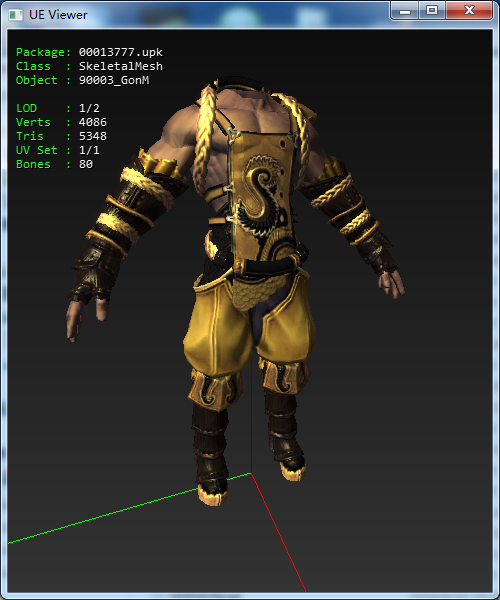 UE Viewer
Package: 00013777.upk
Class : SkeletalMesh
Object : 90003_GonM
LOD : 1/2
Verts : 4086
Tris : 5348
UV Set : 1/1
Bones : 80